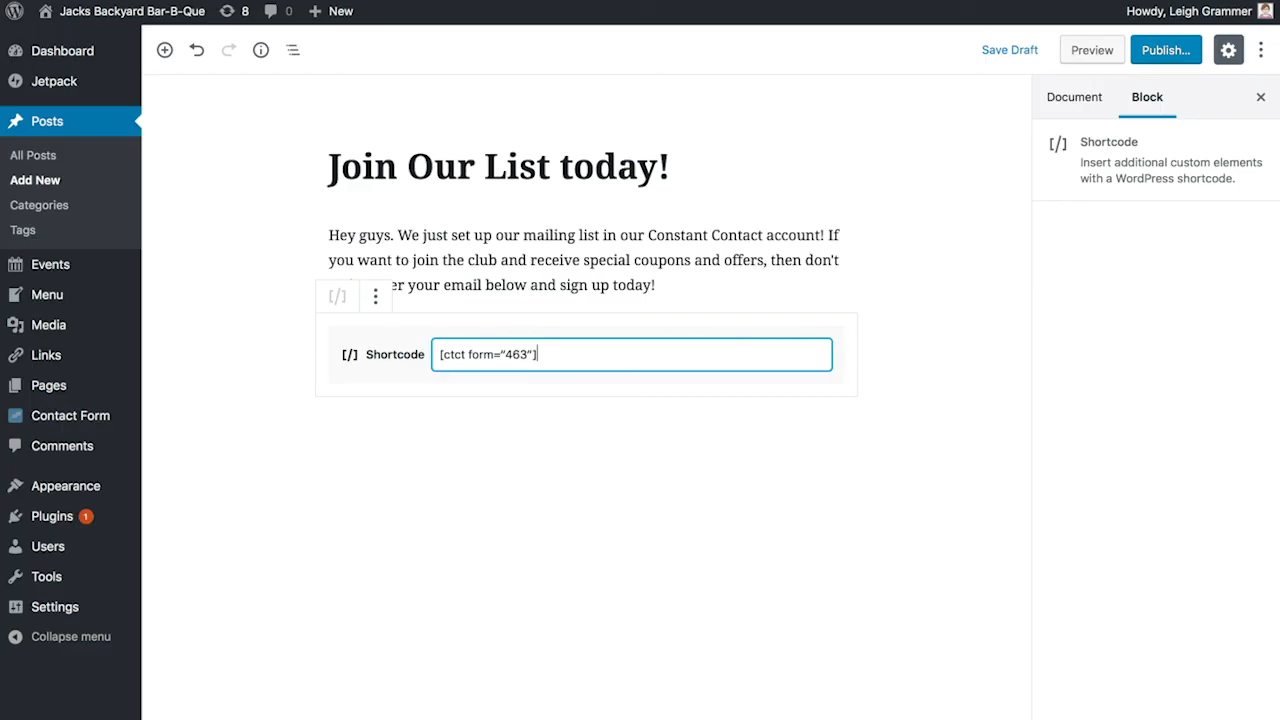 Jacks Backyard Bar-B-Que 8 0 New Howdy, Leigh Grammer
Dashboard
Jetpack
Posts
All Posts
Add New
Categories
Tags
Events
Menu
Media
Links
Pages
Contact Form
Comments
Appearance
Plugins 1
Users
Tools
Settings
Collapse menu
Save Draft Preview Publish...
Join Our List today!
Hey guys. We just set up our mailing list in our Constant Contact account! If
you want to join the club and receive special coupons and offers, then don't
your email below and sign up today!
[/]
[/] Shortcode [ctct form=“463”]
Document Block
[/] Shortcode
Insert additional custom elements
with a WordPress shortcode.